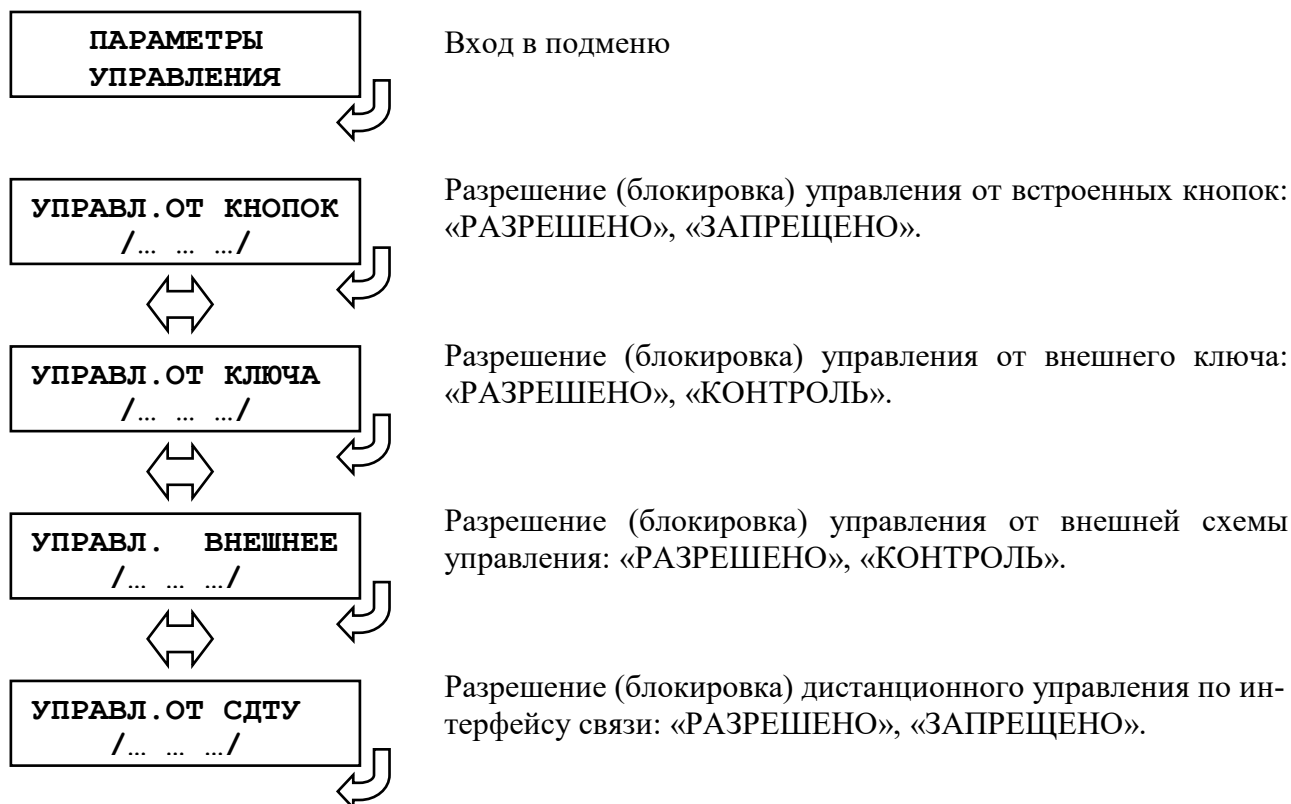 ПАРАМЕТРЫ
УПРАВЛЕНИЯ
Вход в подменю
УПРАВЛ.ОТ КНОПОК
/… … …/
Разрешение (блокировка) управления от встроенных кнопок:
«РАЗРЕШЕНО», «ЗАПРЕЩЕНО».
УПРАВЛ.ОТ КЛЮЧА
/… … …/
Разрешение (блокировка) управления от внешнего ключа:
«РАЗРЕШЕНО», «КОНТРОЛЬ».
УПРАВЛ. ВНЕШНЕЕ
/… … …/
Разрешение (блокировка) управления от внешней схемы
управления: «РАЗРЕШЕНО», «КОНТРОЛЬ».
УПРАВЛ.ОТ СДТУ
/… … …/
Разрешение (блокировка) дистанционного управления по ин-
терфейсу связи: «РАЗРЕШЕНО», «ЗАПРЕЩЕНО».